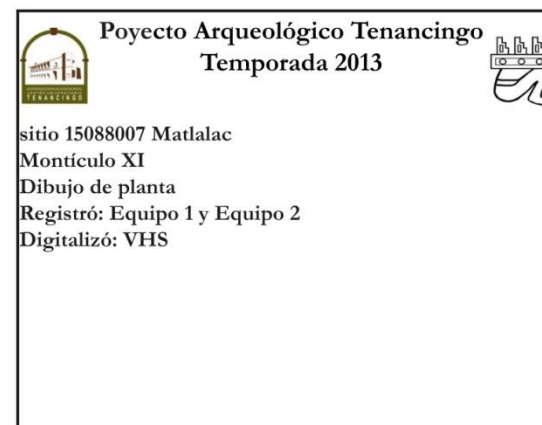 Poyecto Arqueológico Tenancingo
Temporada 2013
TENANCINGO
sitio 15088007 Matlalac
Montículo XI
Dibujo de planta
Registró: Equipo 1 y Equipo 2
Digitalizó: VHS